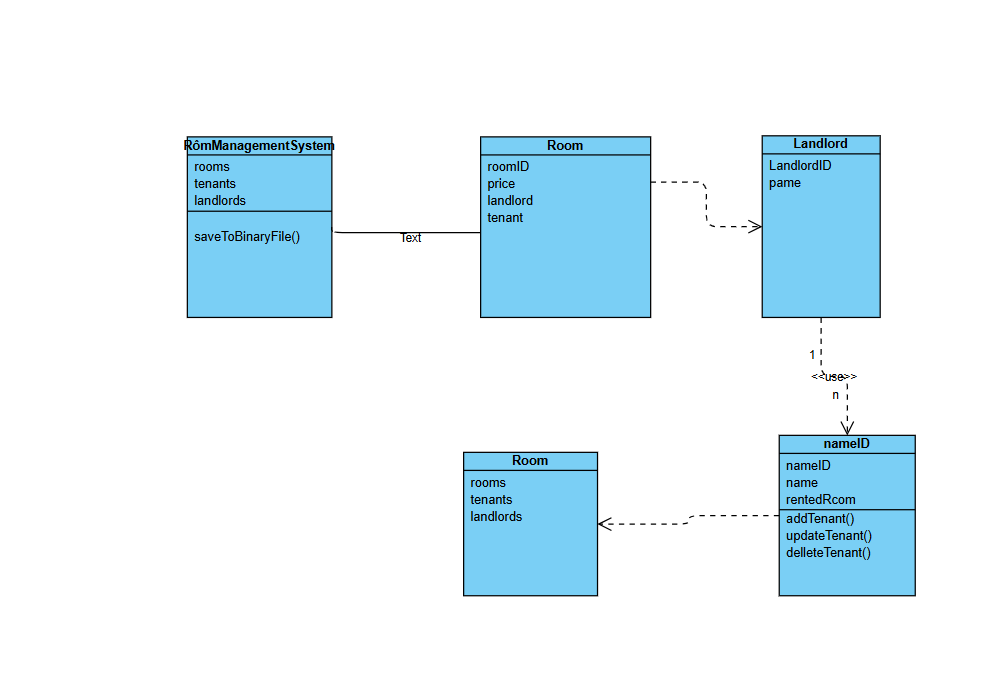 RômManagementSystem
rooms
tenants
landlords
saveToBinaryFile()
Text
Room
roomID
price
landlord
tenant
Landlord
LandlordID
pame
1
<<use>>
n
nameID
nameID
name
rentedRcom
addTenant()
updateTenant()
delleteTenant()
Room
rooms
tenants
landlords